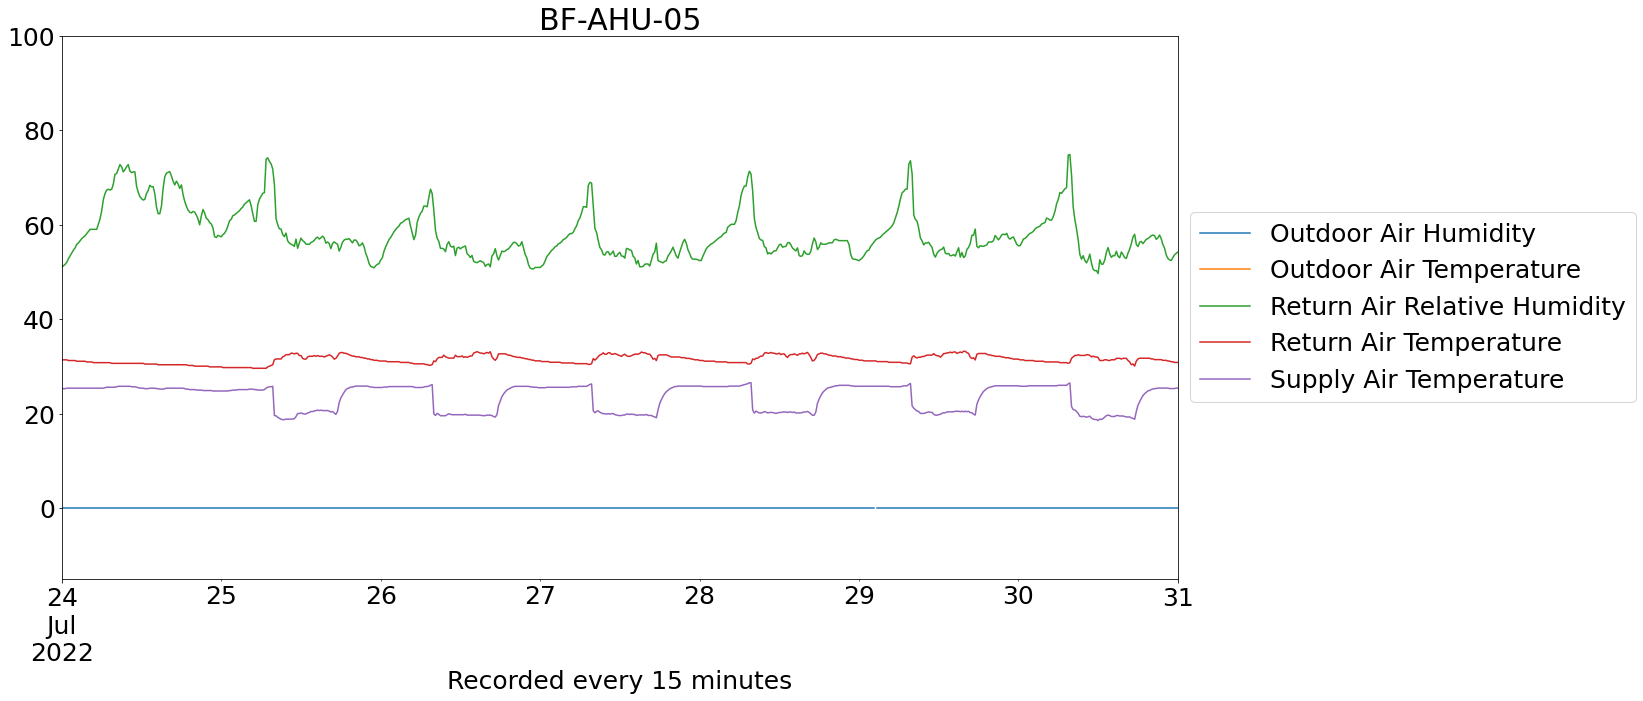 BF-AHU-05
100
80
60
40
20
0
24 25 26 27 28 29 30 31
Jul
2022
Recorded every 15 minutes
Outdoor Air Humidity
Outdoor Air Temperature
Return Air Relative Humidity
Return Air Temperature
Supply Air Temperature